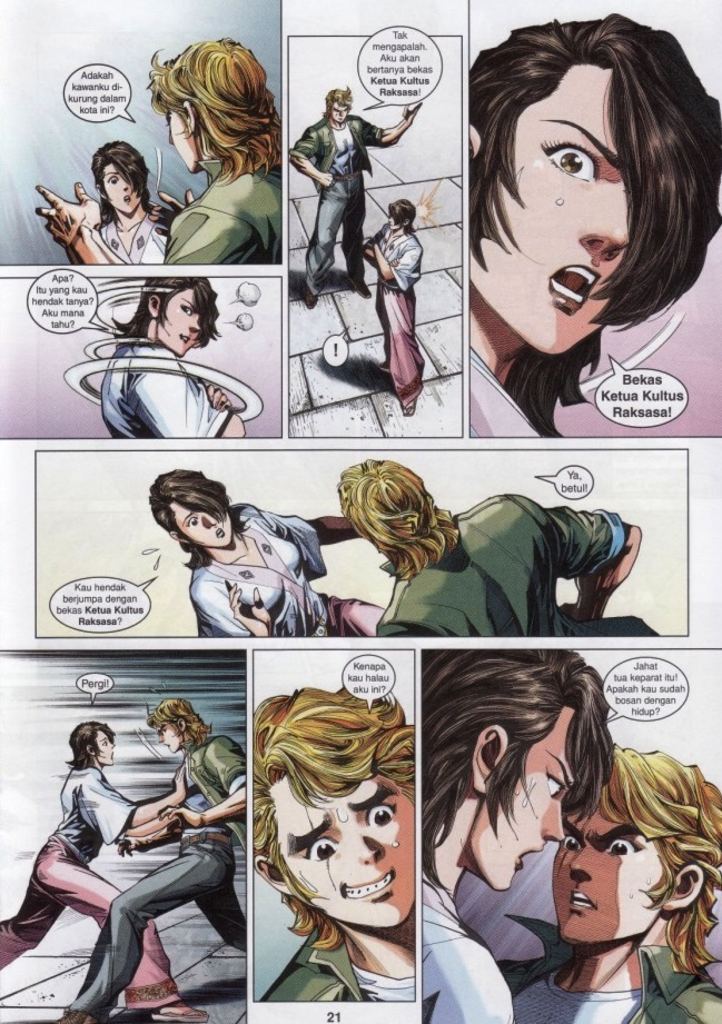 Adakah
kawanku di-
kurung dalam
kota ini?
Apa?
Itu yang kau
hendak tanya?
Aku mana
tahu?
Tak
mengapalah.
Aku akan
bertanya bekas
Ketua Kultus
Raksasa!
!
Bekas
Ketua Kultus
Raksasa!
Kau hendak
berjumpa dengan
bekas Ketua Kultus
Raksasa?
Ya,
betul!
Pergi!
Kenapa
kau halau
aku ini?
Jahat
tua keparat itu!
Apakah kau sudah
bosan dengan
hidup?
21